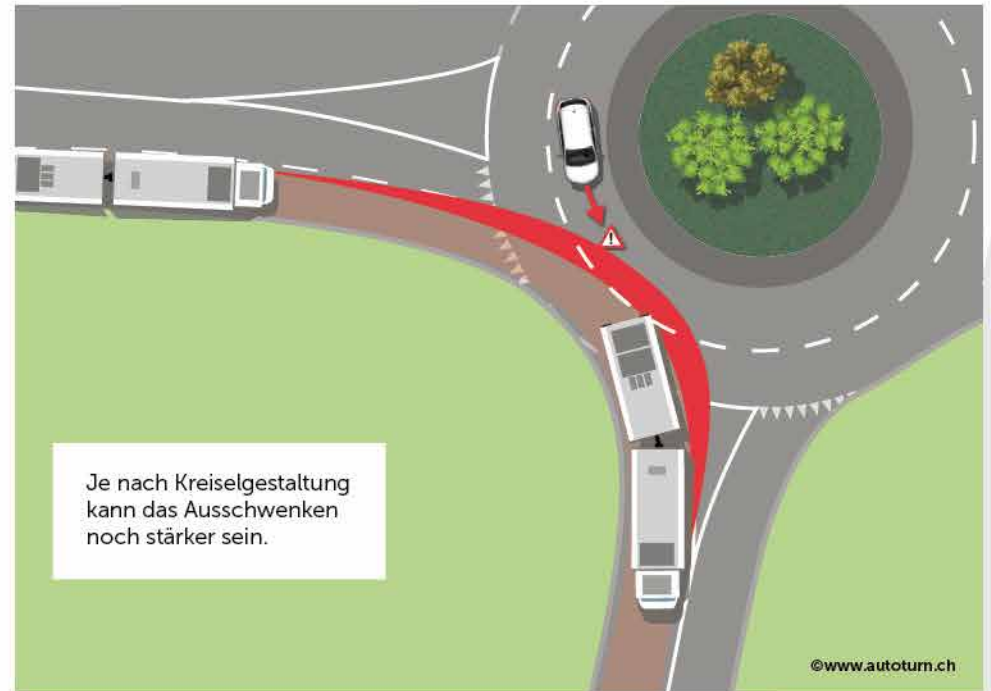 Je nach Kreiselgestaltung
kann das Ausschwenken
noch stärker sein.
!
©www.autoturn.ch